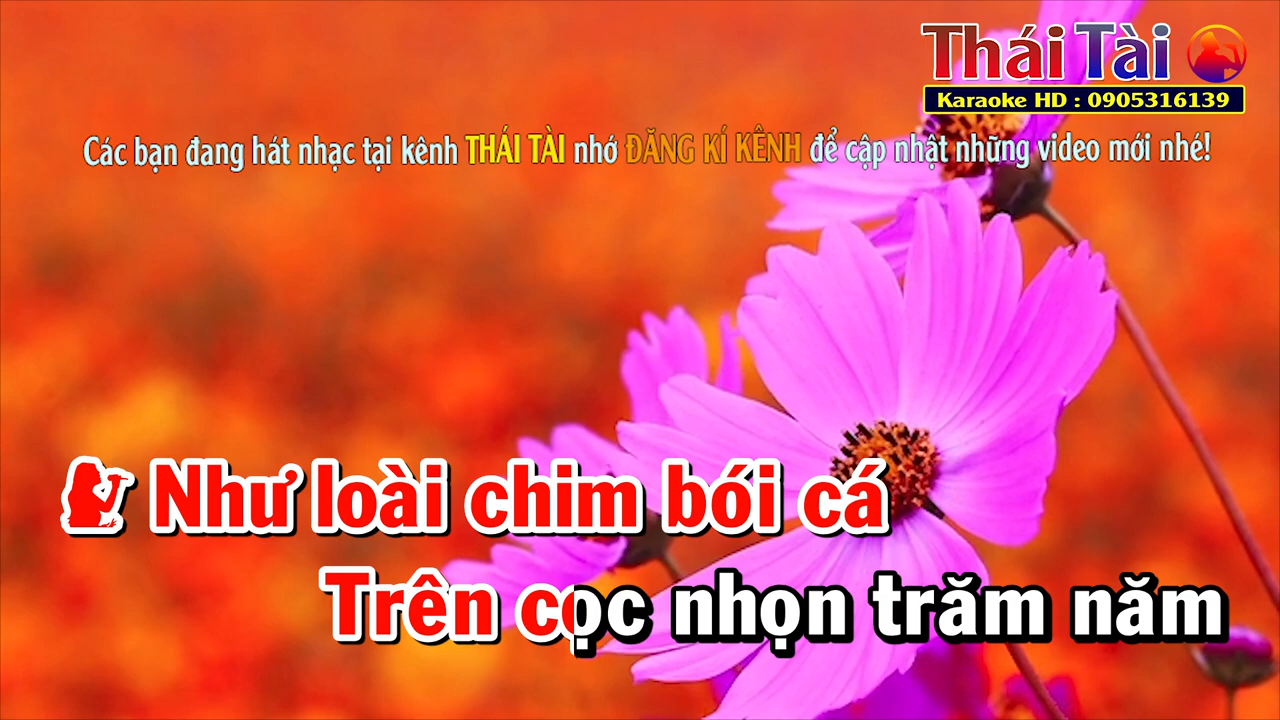 Thái Tài
Karaoke HD : 0905316139
Các bạn đang hát nhạc tại kênh THÁI TÀI nhớ ĐĂNG KÍ KÊNH để cập nhật những video mới nhé!
Như loài chim bói cá
Trên cọc nhọn trăm năm